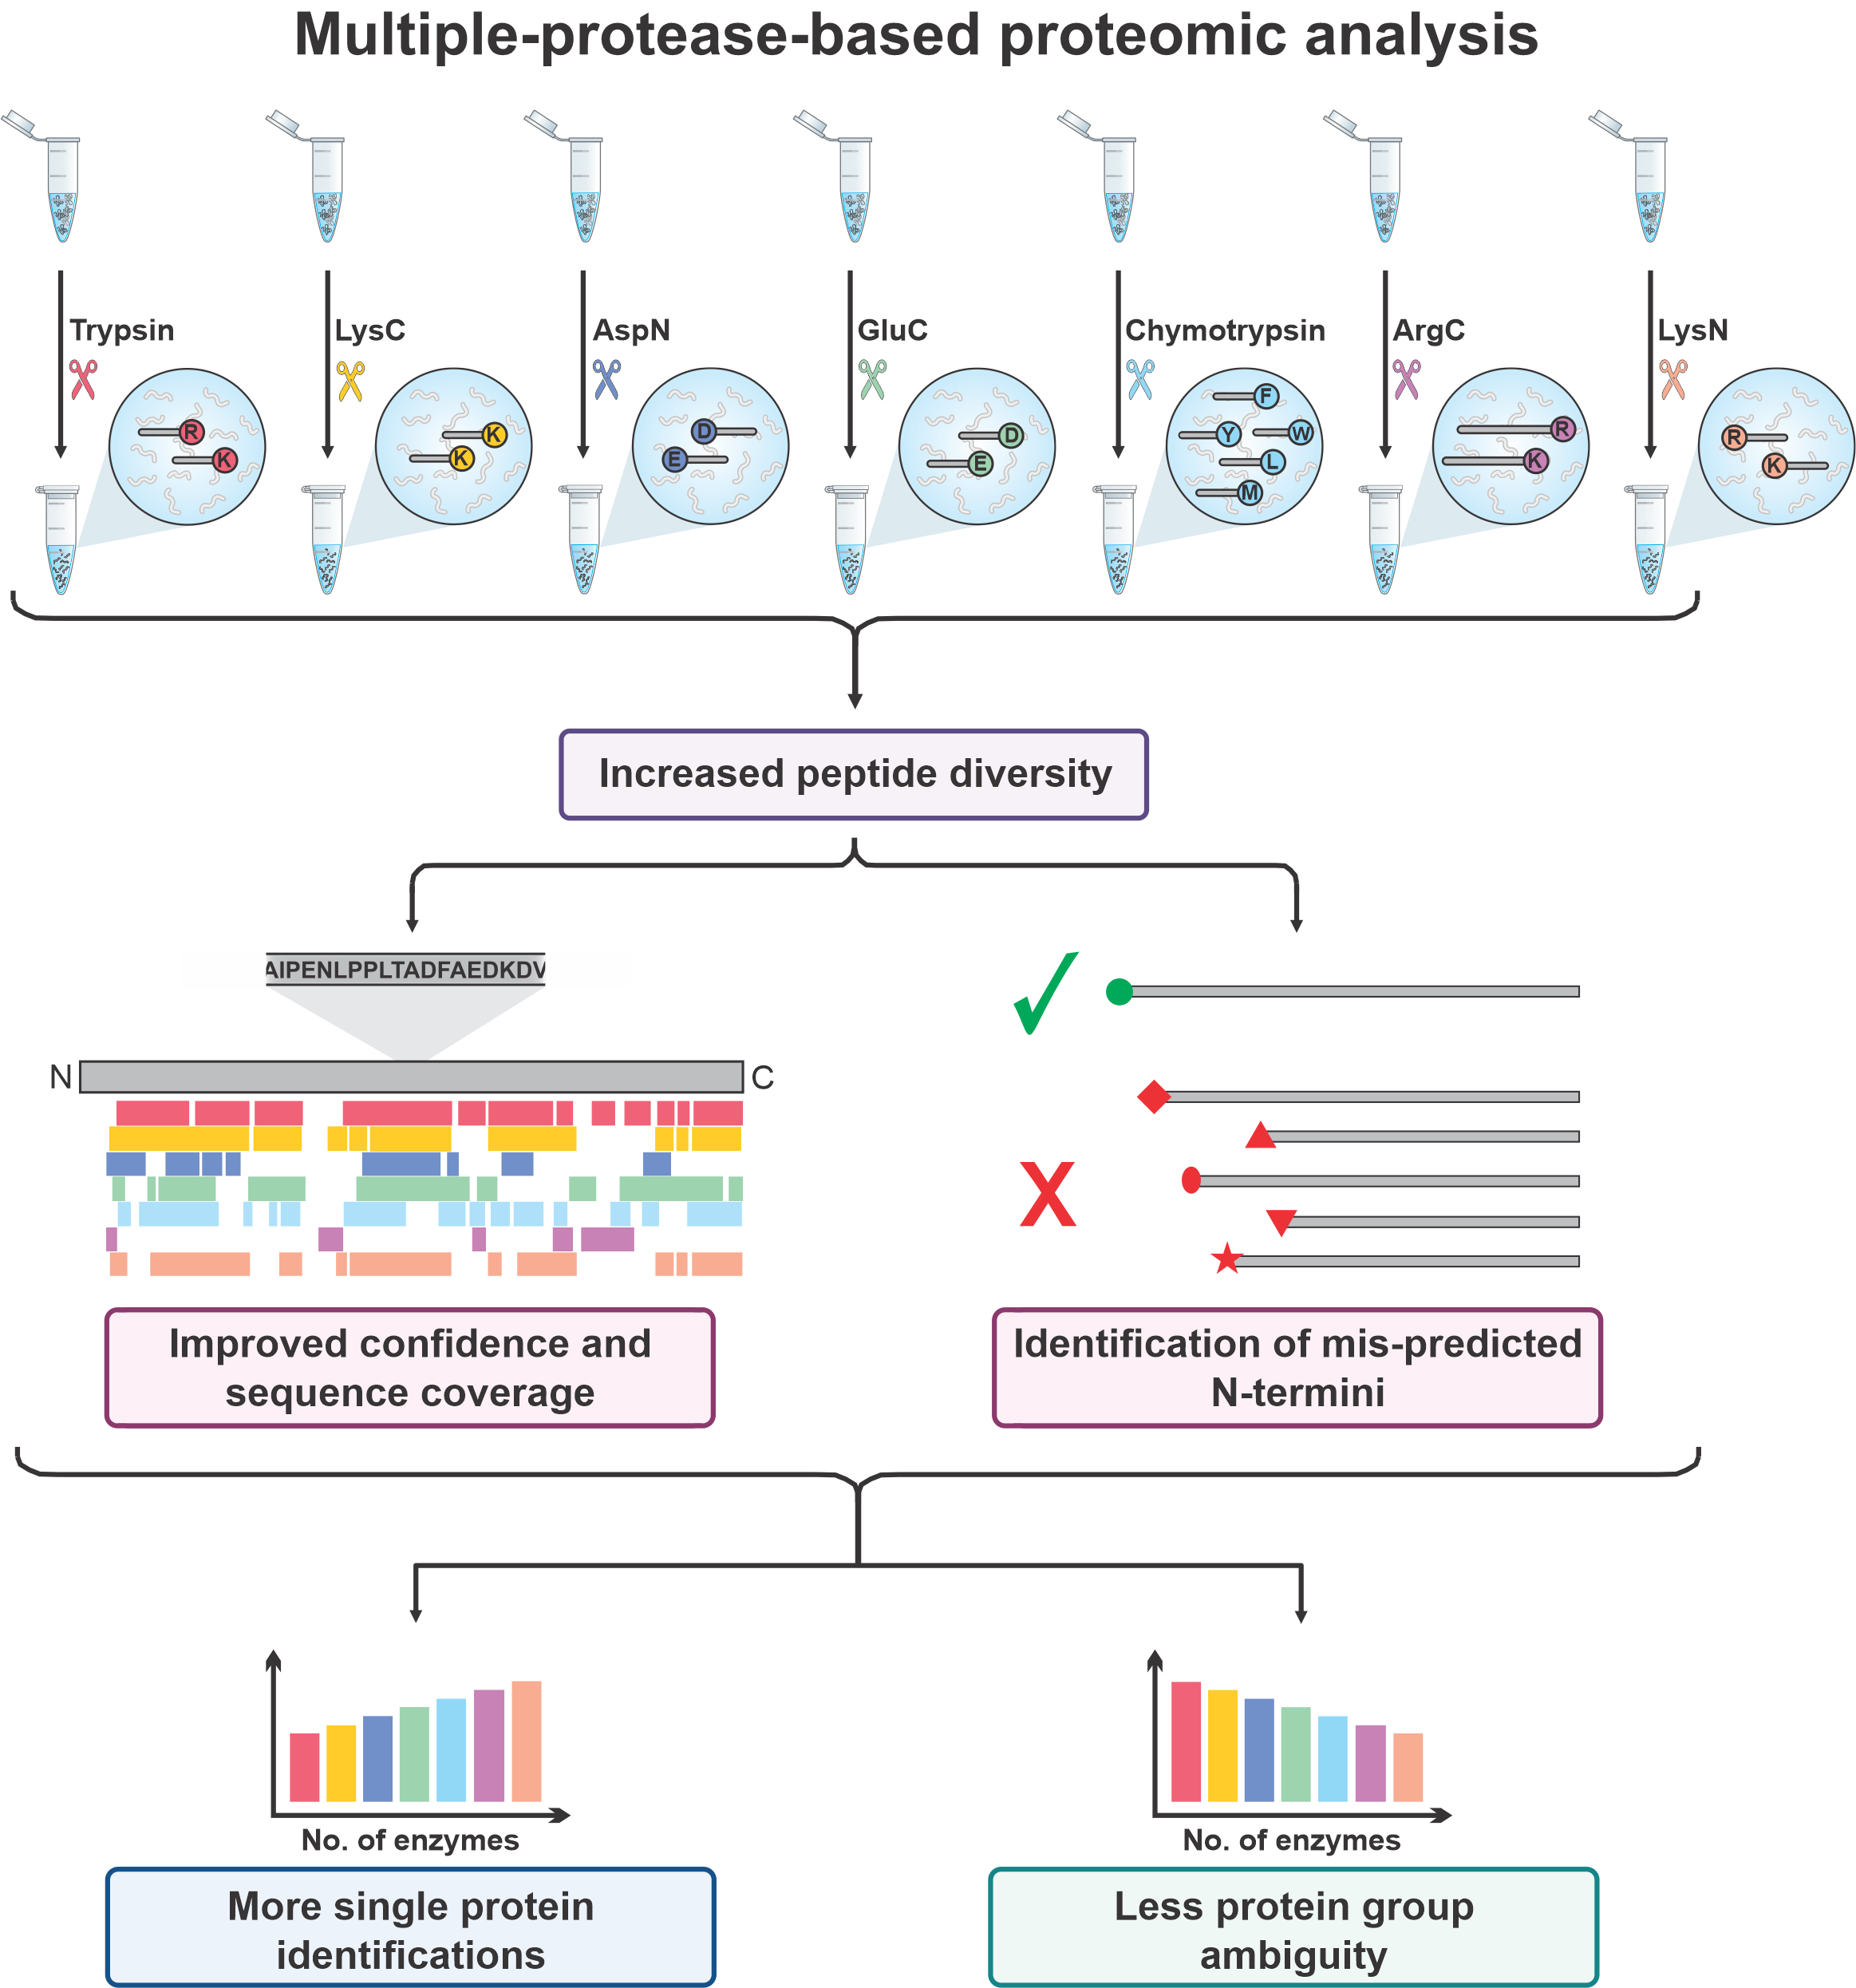 Multiple-protease-based proteomic analysis
Trypsin
LysC
AspN
GluC
Chymotrypsin
ArgC
LysN
R
K
K
K
D
E
D
E
F
Y
W
L
M
R
K
R
K
Increased peptide diversity
AIPENLPPLTADFAEDKDV
N
C
X
Improved confidence and
sequence coverage
Identification of mis-predicted
N-termini
No. of enzymes
No. of enzymes
More single protein
identifications
Less protein group
ambiguity